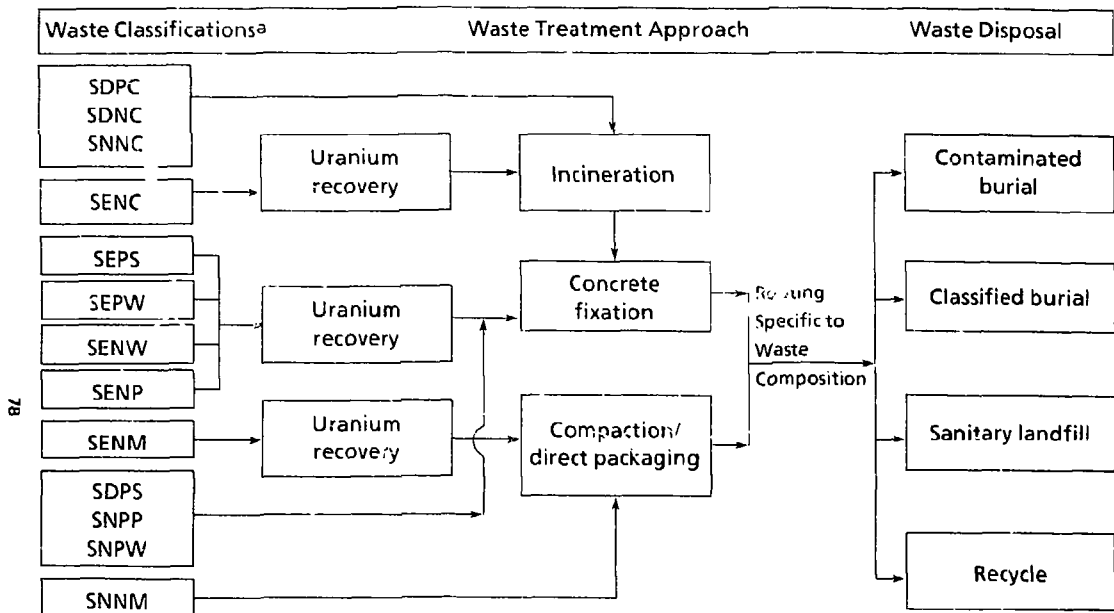 Waste Classificationsa Waste Treatment Approach Waste Disposal
SDPC
SDNC
SNNC
SENC
SEPS
SEPW
SENW
SENP
SENM
SDPS
SNPP
SNPW
SNNM
Uranium
recovery
Uranium
recovery
Uranium
recovery
Incineration
Concrete
fixation
Compaction/
direct packaging
Specific to
Waste
Composition
Contaminated
burial
Classified burial
Sanitary landfill
Recycle
78